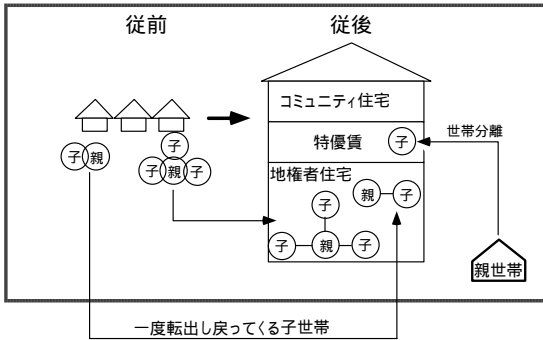 従前
従後
コミュニティ住宅
特優賃
子
世帯分離
地権者住宅
子 親
子
子 親 子
親 子
子
子 親 子
親世帯
一度転出し戻ってくる子世帯